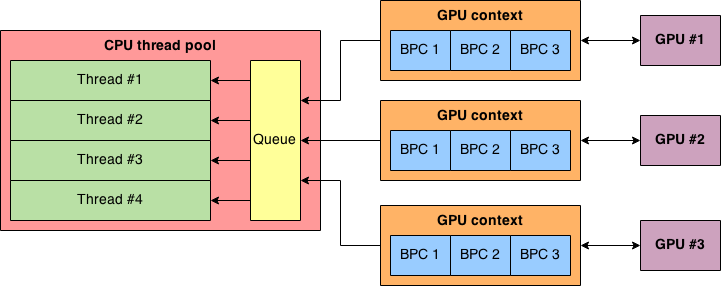 CPU thread pool
Thread #1
Thread #2
Thread #3
Thread #4
Queue
GPU context
BPC 1 BPC 2 BPC 3
GPU #1
GPU context
BPC 1 BPC 2 BPC 3
GPU #2
GPU context
BPC 1 BPC 2 BPC 3
GPU #3